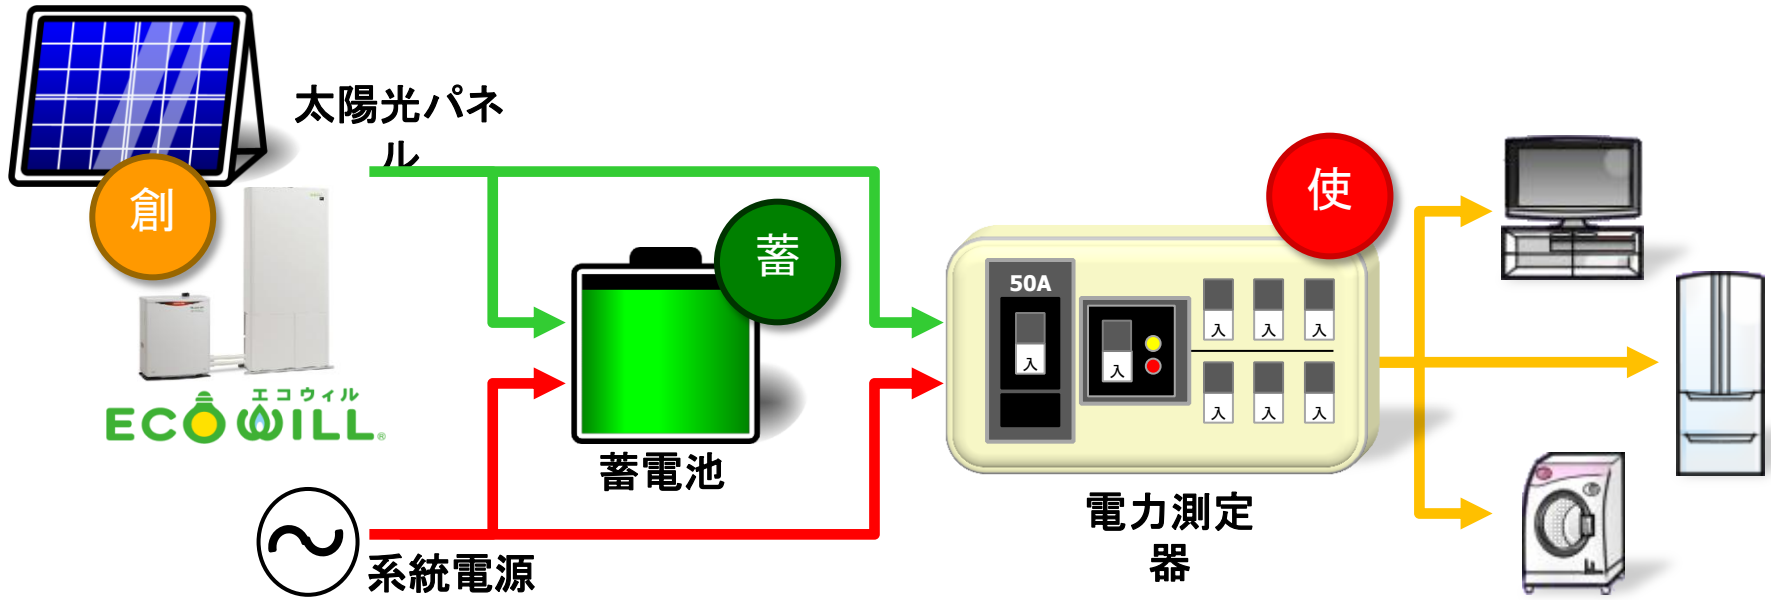 太陽光パネ
ル
創
使
蓄
50A
入
入
入 入 入
入 入 入
エコウィル
ECOWILL®
蓄電池
電力測定
器
系統電源